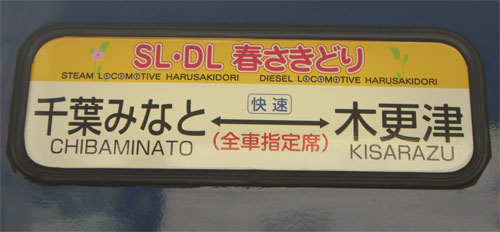 SL・DL 春さきどり
STEAM LOCOMOTIVE HARUSAKIDORI DIESEL LOCOMOTIVE HARUSAKIDORI
千葉みなと 快速 木更津
(全車指定席)
CHIBAMINATO KISARAZU